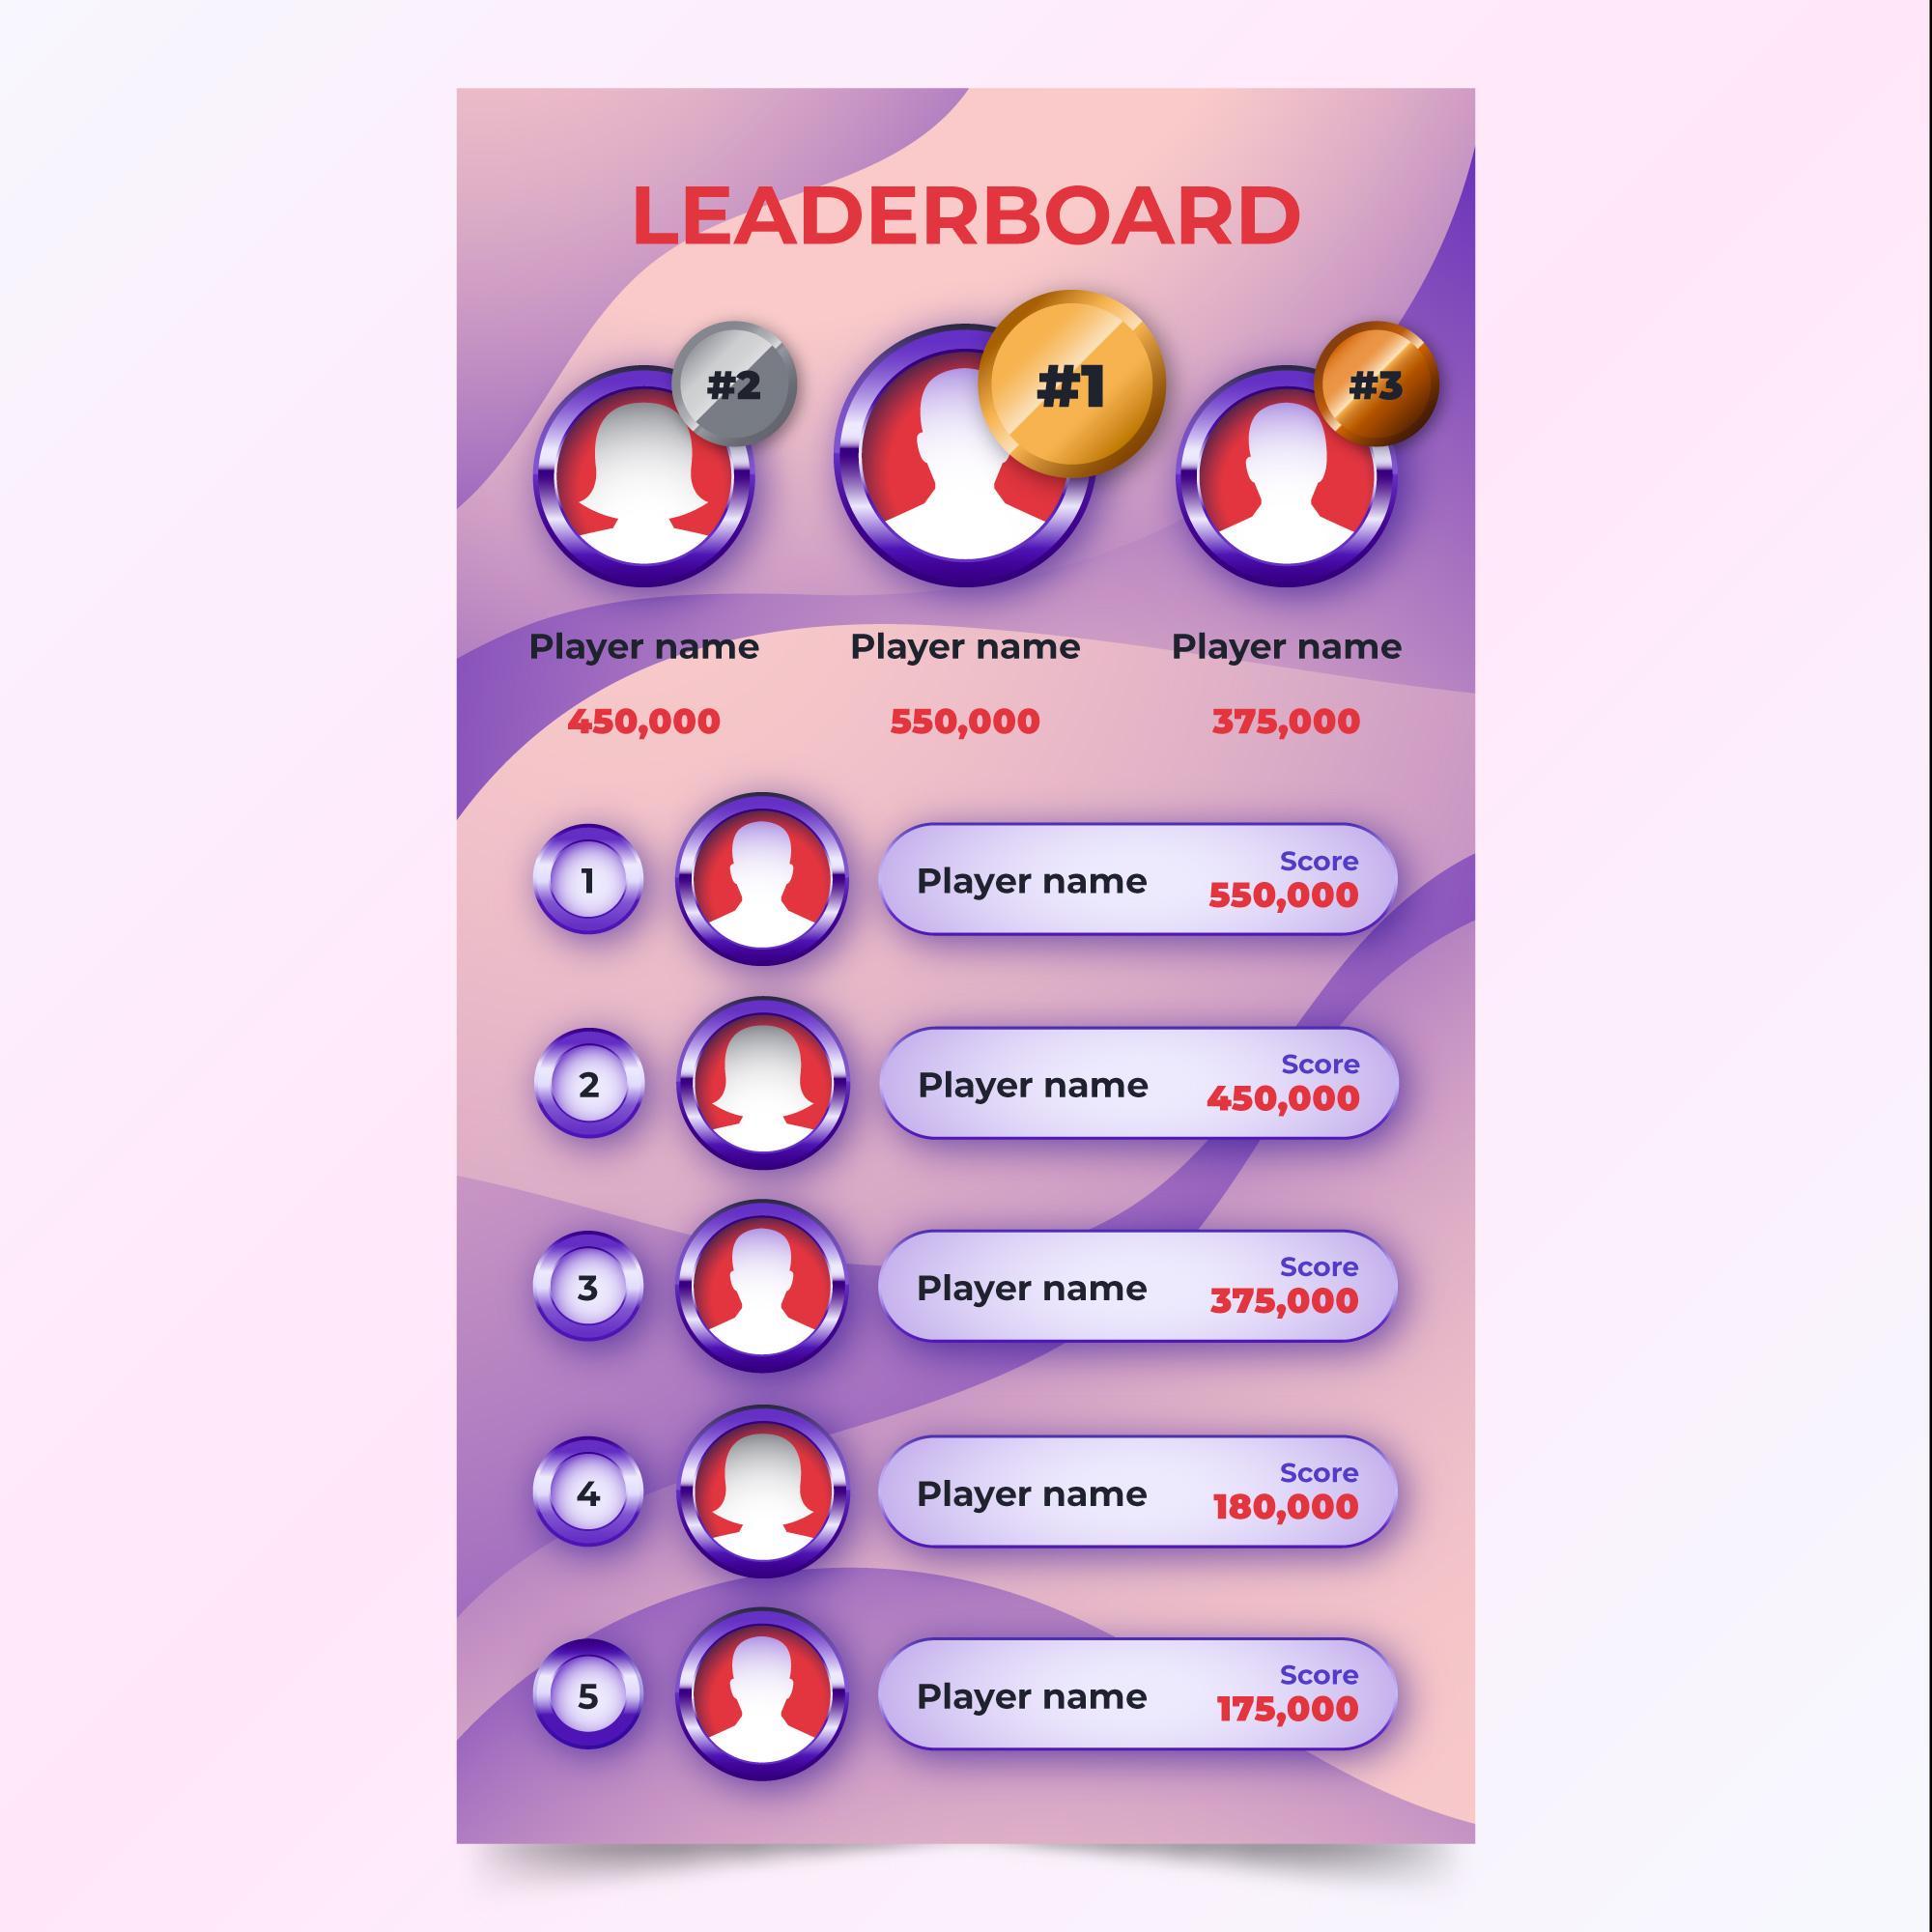 LEADERBOARD
#2
#1
#3
Player name
Player name
Player name
450,000
550,000
375,000
1
Player name
Score
550,000
2
Player name
Score
450,000
3
Player name
Score
375,000
4
Player name
Score
180,000
5
Player name
Score
175,000